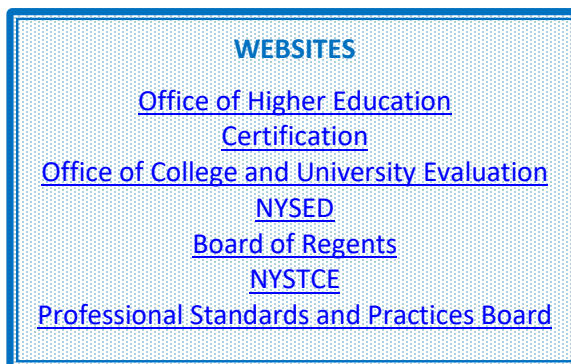 WEBSITES
Office of Higher Education
Certification
Office of College and University Evaluation
NYSED
Board of Regents
NYSTCE
Professional Standards and Practices Board